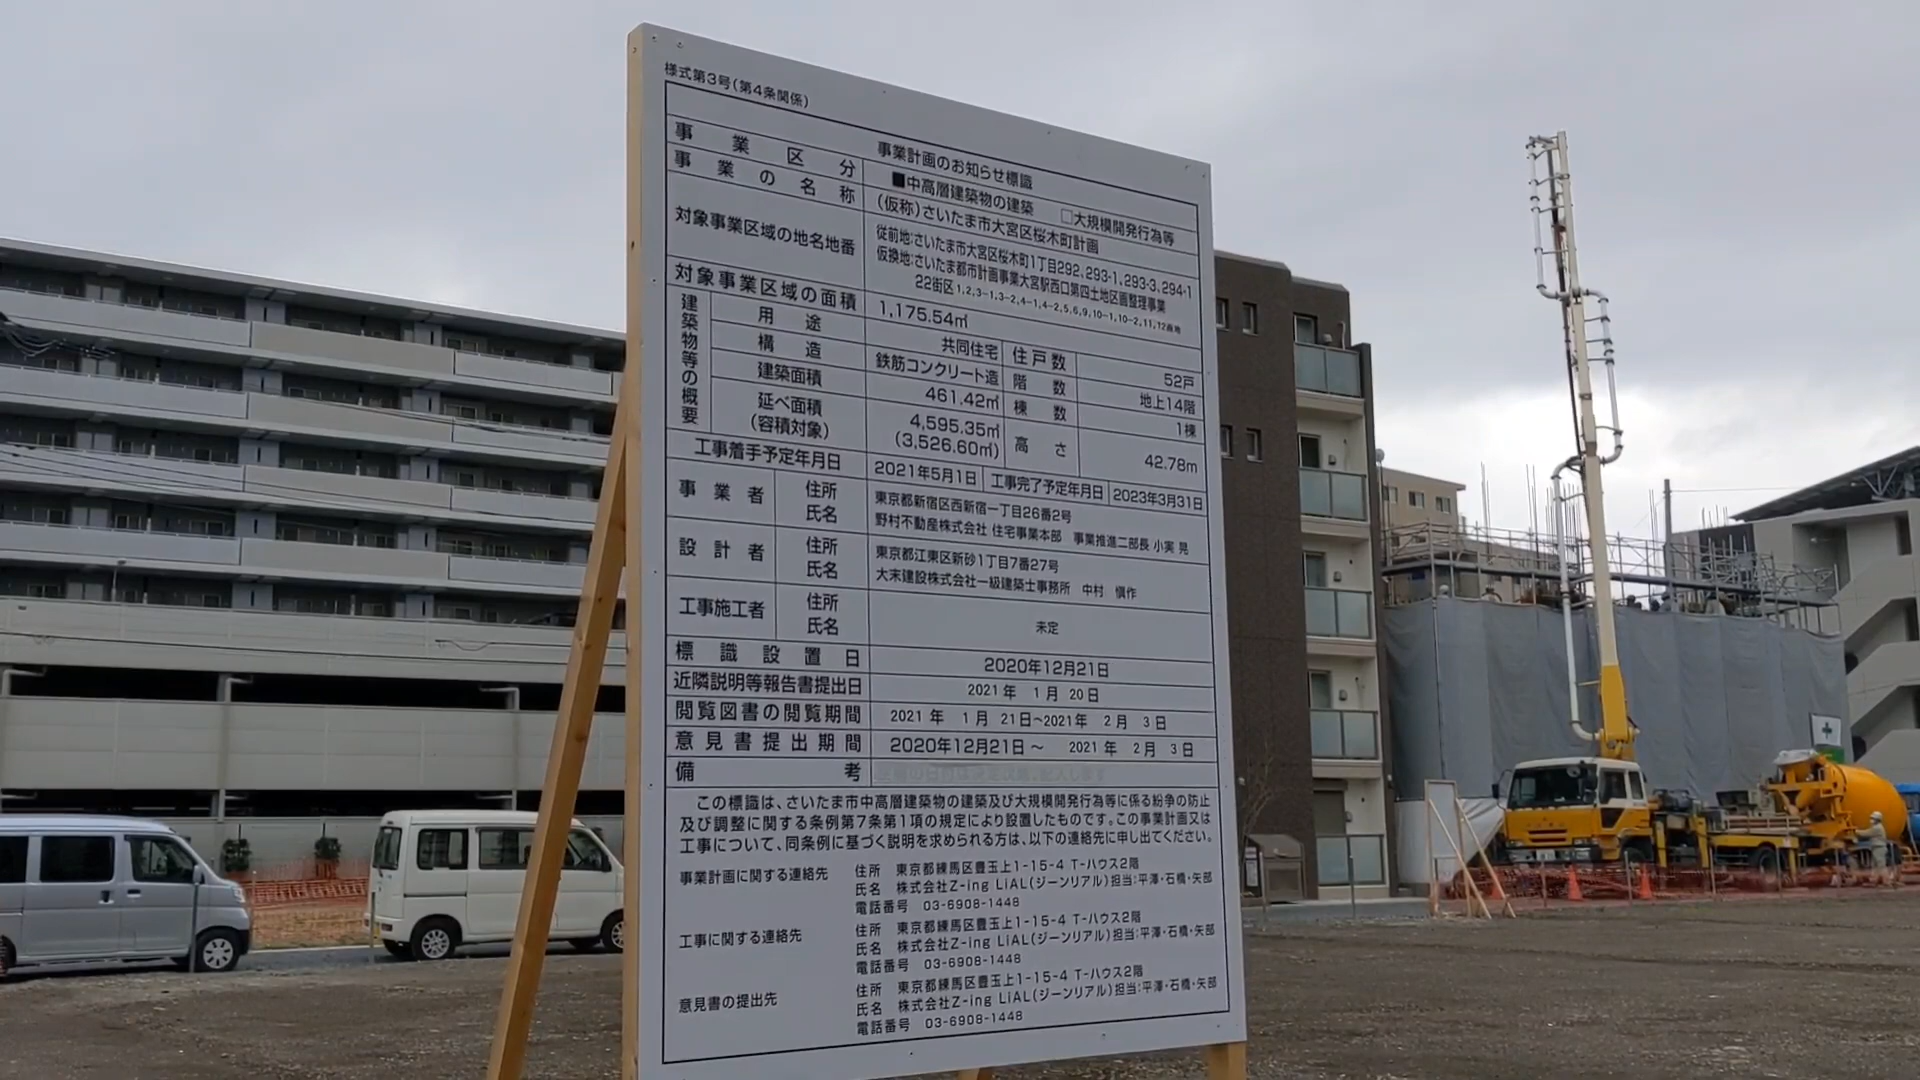 様式第3号(第4条関係)
事業計画のお知らせ標識
事業区分 ■中高層建築物の建築 □大規模開発行為等
事業の名称 (仮称)さいたま市大宮区桜木町計画
対象事業区域の地名地番 従前地:さいたま市大宮区桜木町1丁目292、293-1、293-3、294-1
仮換地:さいたま都市計画事業大宮駅西口第四土地区画整理事業
22街区1,2,3-1,3-2,4-1,4-2,5,6,9,10-1,10-2,11,12画地
対象事業区域の面積 1,175.54㎡
建築物等の概要
用途 共同住宅 住戸数 52戸
構造 鉄筋コンクリート造 階数 地上14階
建築面積 461.42㎡ 棟数 1棟
延べ面積 4,595.35㎡ 高さ 42.78m
(容積対象) (3,526.60㎡)
工事着手予定年月日 2021年5月1日 工事完了予定年月日 2023年3月31日
事業者 住所 東京都新宿区西新宿一丁目26番2号
氏名 野村不動産株式会社 住宅事業本部 事業推進二部長 小実 晃
設計者 住所 東京都江東区新砂1丁目7番27号
氏名 大末建設株式会社一級建築士事務所 中村 愼作
工事施工者 住所 氏名 未定
標識設置日 2020年12月21日
近隣説明等報告書提出日 2021年 1月 20日
閲覧図書の閲覧期間 2021年 1月 21日~2021年 2月 3日
意見書提出期間 2020年12月21日 ~ 2021年 2月 3日
備考
この標識は、さいたま市中高層建築物の建築及び大規模開発行為等に係る紛争の防止
及び調整に関する条例第7条第1項の規定により設置したものです。この事業計画又は
工事について、同条例に基づく説明を求められる方は、以下の連絡先に申し出てください。
事業計画に関する連絡先 住所 東京都練馬区豊玉上1-15-4 T-ハウス2階
氏名 株式会社Z-ing LiAL(ジーンリアル)担当:平澤・石橋・矢部
電話番号 03-6908-1448
工事に関する連絡先 住所 東京都練馬区豊玉上1-15-4 T-ハウス2階
氏名 株式会社Z-ing LiAL(ジーンリアル)担当:平澤・石橋・矢部
電話番号 03-6908-1448
意見書の提出先 住所 東京都練馬区豊玉上1-15-4 T-ハウス2階
氏名 株式会社Z-ing LiAL(ジーンリアル)担当:平澤・石橋・矢部
電話番号 03-6908-1448